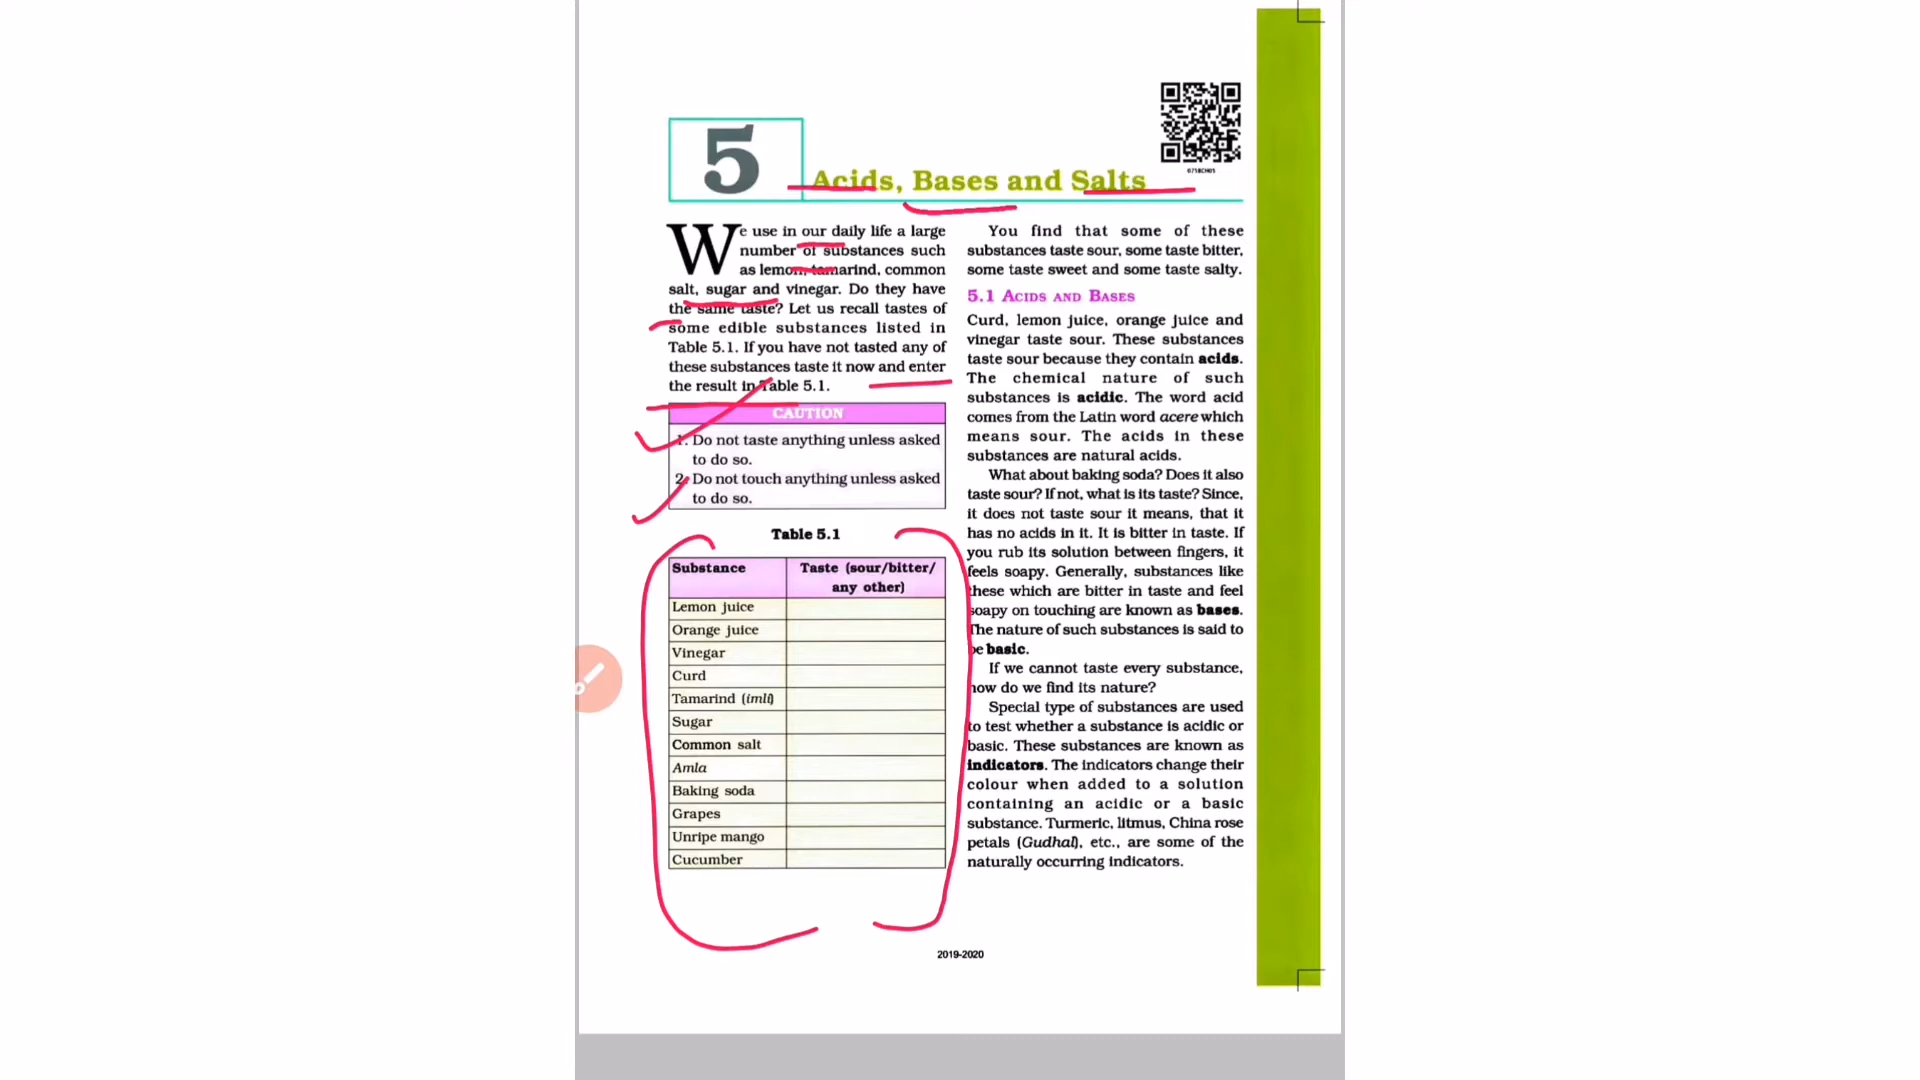 5
Acids, Bases and Salts
0758CH05
We use in our daily life a large
number of substances such
as lemon, tamarind, common
salt, sugar and vinegar. Do they have
the same taste? Let us recall tastes of
some edible substances listed in
Table 5.1. If you have not tasted any of
these substances taste it now and enter
the result in Table 5.1.
CAUTION
1. Do not taste anything unless asked
to do so.
2. Do not touch anything unless asked
to do so.
Table 5.1
Substance Taste (sour/bitter/
any other)
Lemon juice
Orange juice
Vinegar
Curd
Tamarind (imli)
Sugar
Common salt
Amla
Baking soda
Grapes
Unripe mango
Cucumber
You find that some of these
substances taste sour, some taste bitter,
some taste sweet and some taste salty.
5.1 ACIDS AND BASES
Curd, lemon juice, orange juice and
vinegar taste sour. These substances
taste sour because they contain acids.
The chemical nature of such
substances is acidic. The word acid
comes from the Latin word acere which
means sour. The acids in these
substances are natural acids.
What about baking soda? Does it also
taste sour? If not, what is its taste? Since,
it does not taste sour it means, that it
has no acids in it. It is bitter in taste. If
you rub its solution between fingers, it
feels soapy. Generally, substances like
these which are bitter in taste and feel
soapy on touching are known as bases.
The nature of such substances is said to
be basic.
If we cannot taste every substance,
how do we find its nature?
Special type of substances are used
to test whether a substance is acidic or
basic. These substances are known as
indicators. The indicators change their
colour when added to a solution
containing an acidic or a basic
substance. Turmeric, litmus, China rose
petals (Gudhal), etc., are some of the
naturally occurring indicators.
2019-2020